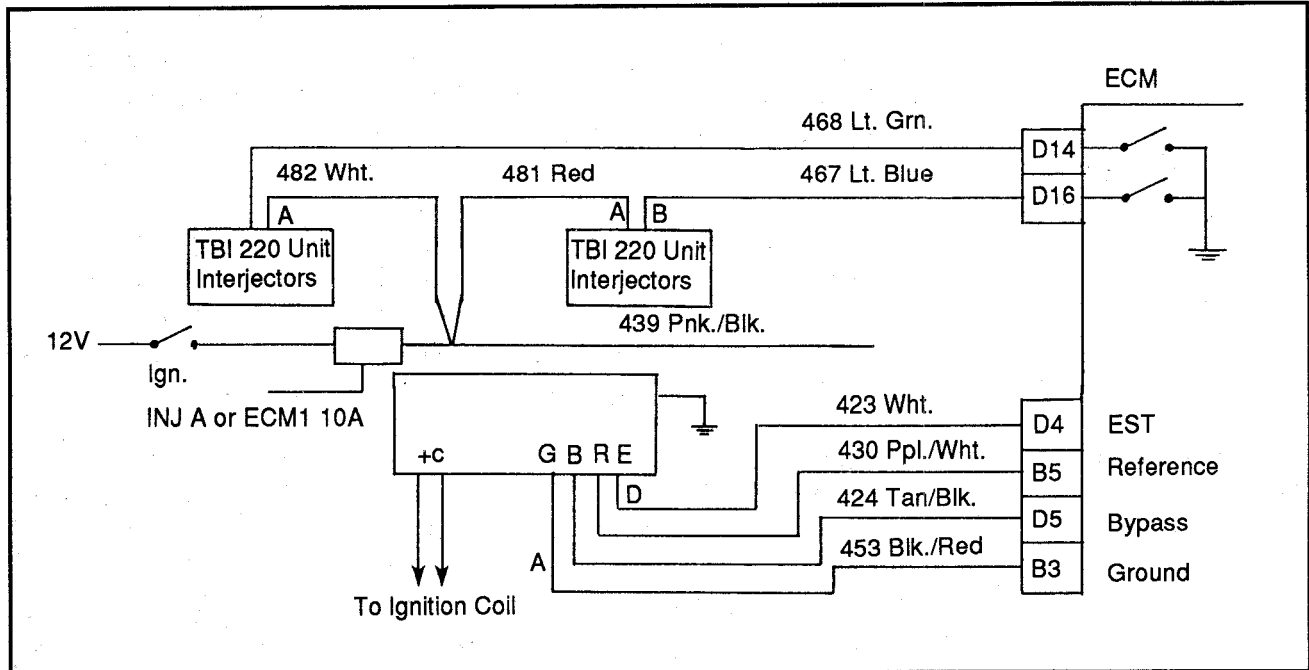 ECM
468 Lt. Grn.
D14
482 Wht.
481 Red
467 Lt. Blue
D16
A
A
B
TBI 220 Unit
Interjectors
TBI 220 Unit
Interjectors
439 Pnk./Blk.
12V
Ign.
INJ A or ECM1 10A
423 Wht.
D4
EST
+c
G B R E
430 Ppl./Wht.
B5
Reference
D
424 Tan/Blk.
D5
Bypass
A
453 Blk./Red
B3
Ground
To Ignition Coil